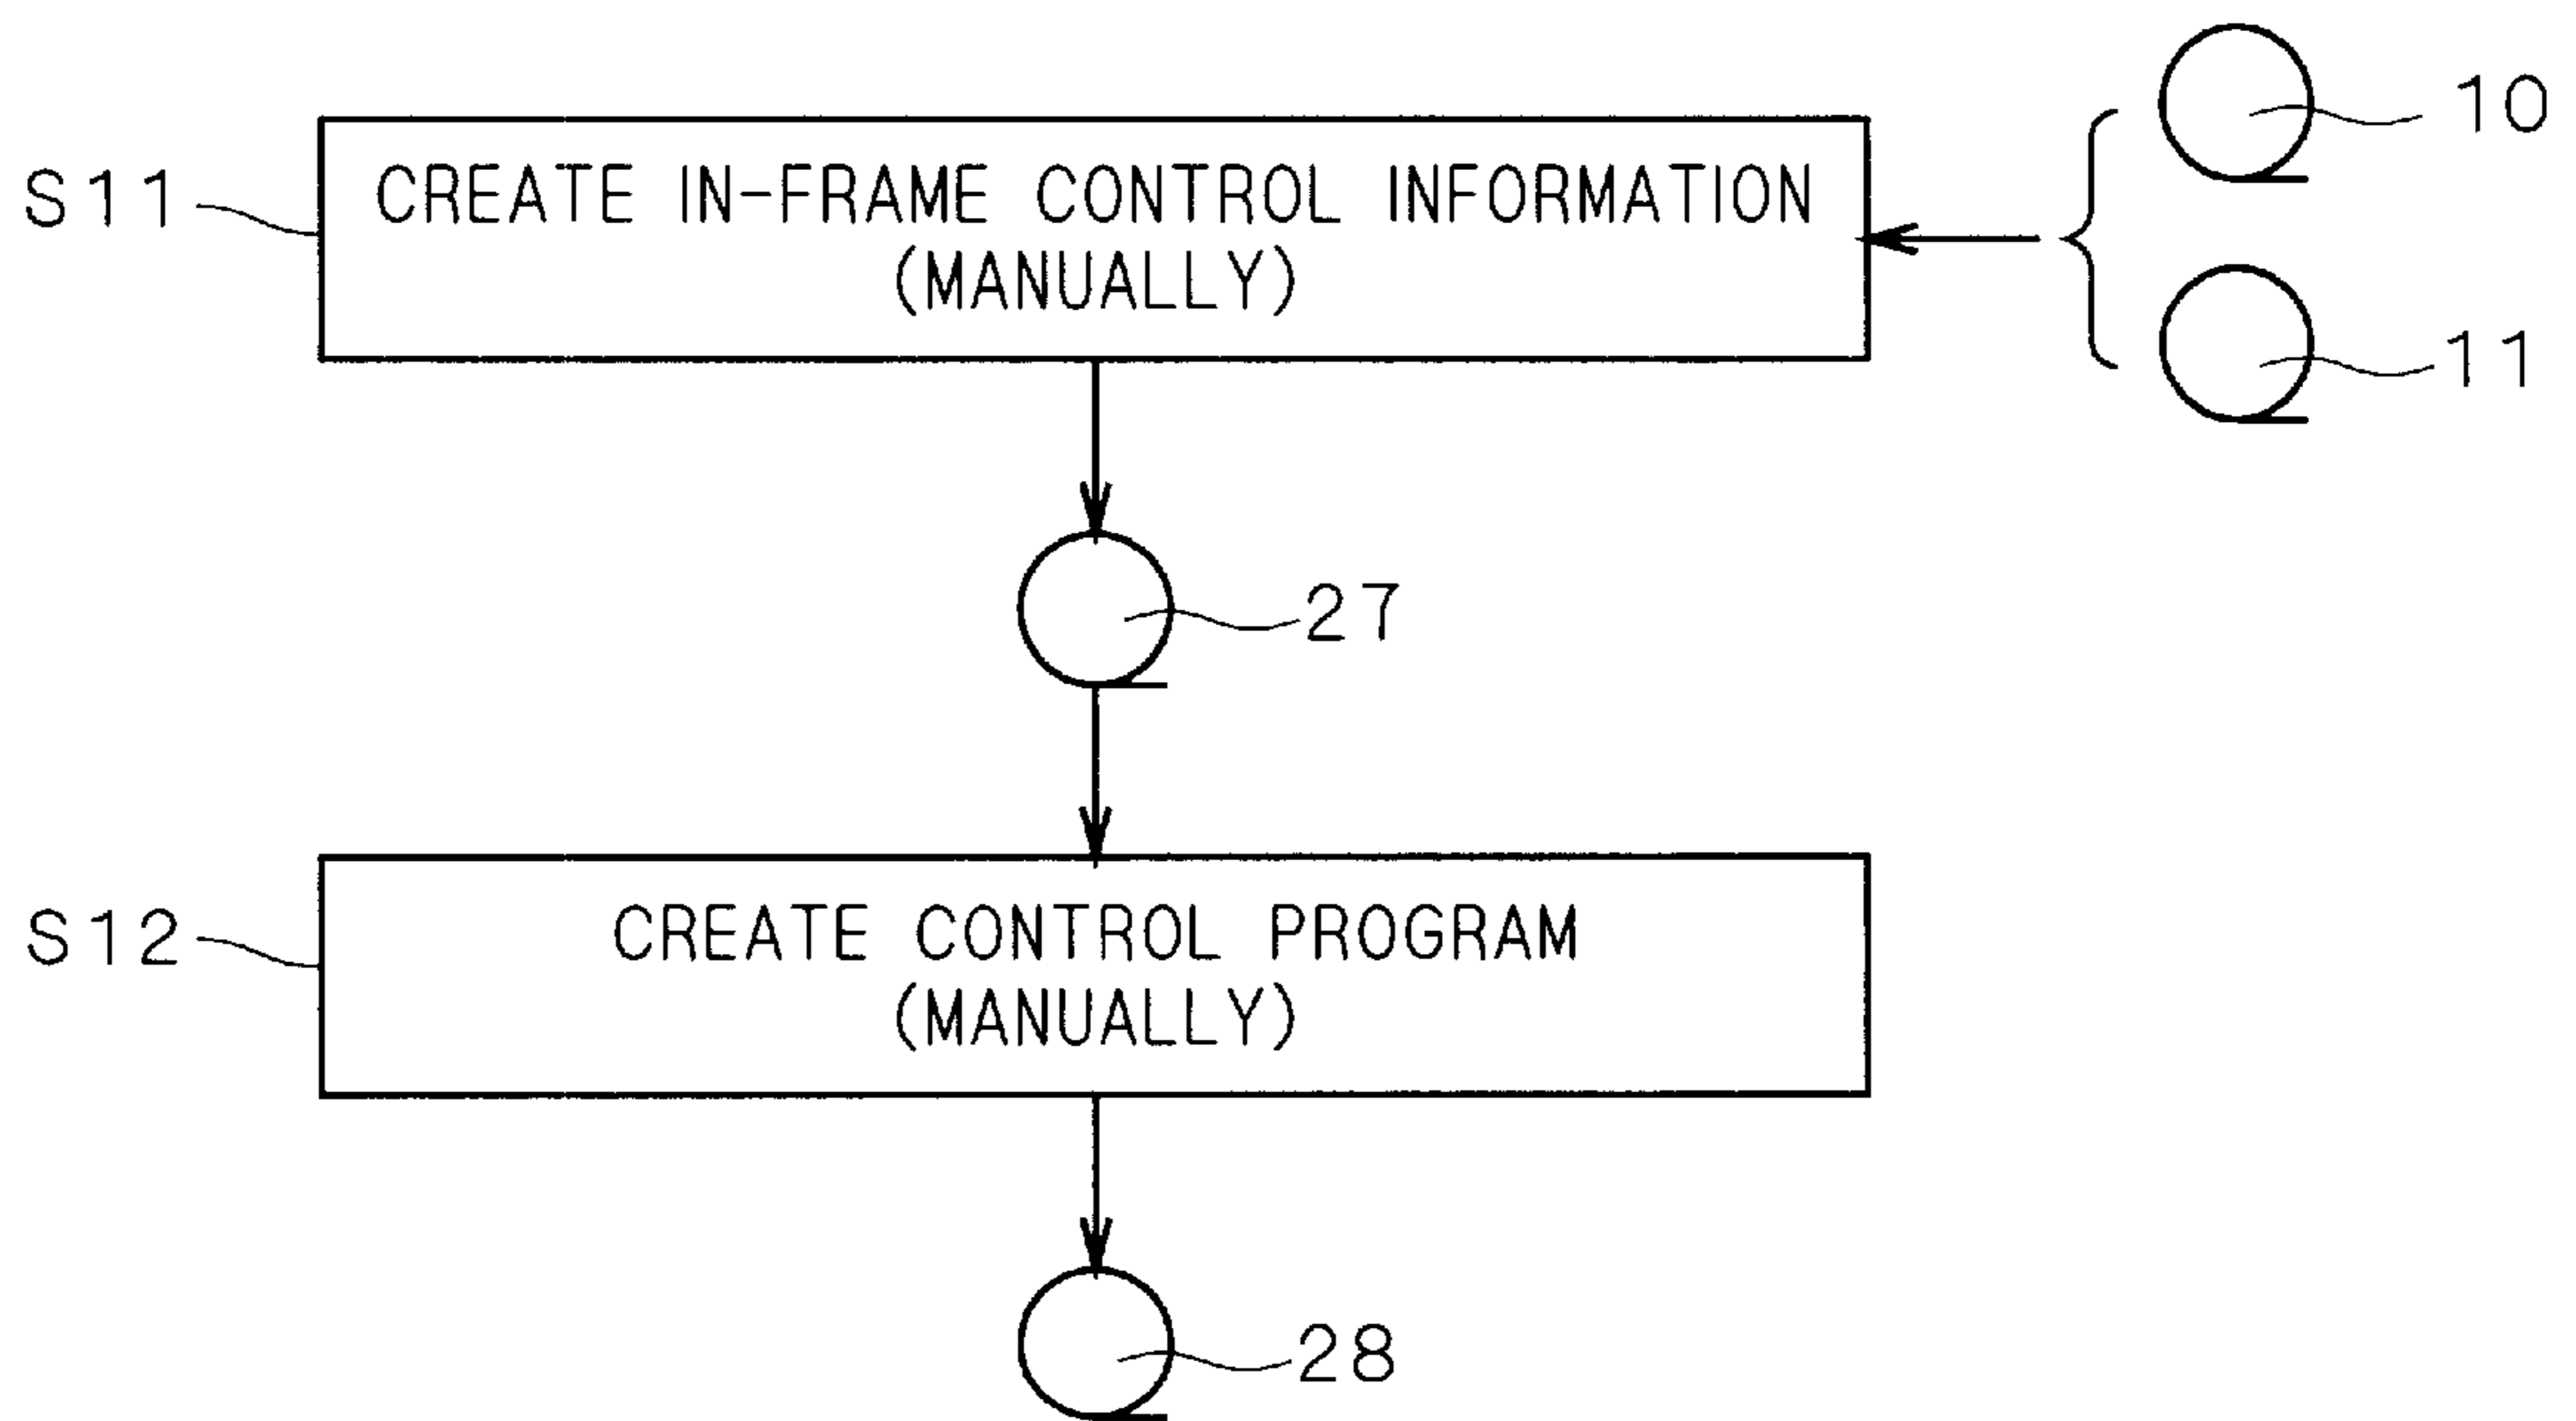 10
S11
CREATE IN-FRAME CONTROL INFORMATION
(MANUALLY)
11
27
S12
CREATE CONTROL PROGRAM
(MANUALLY)
28